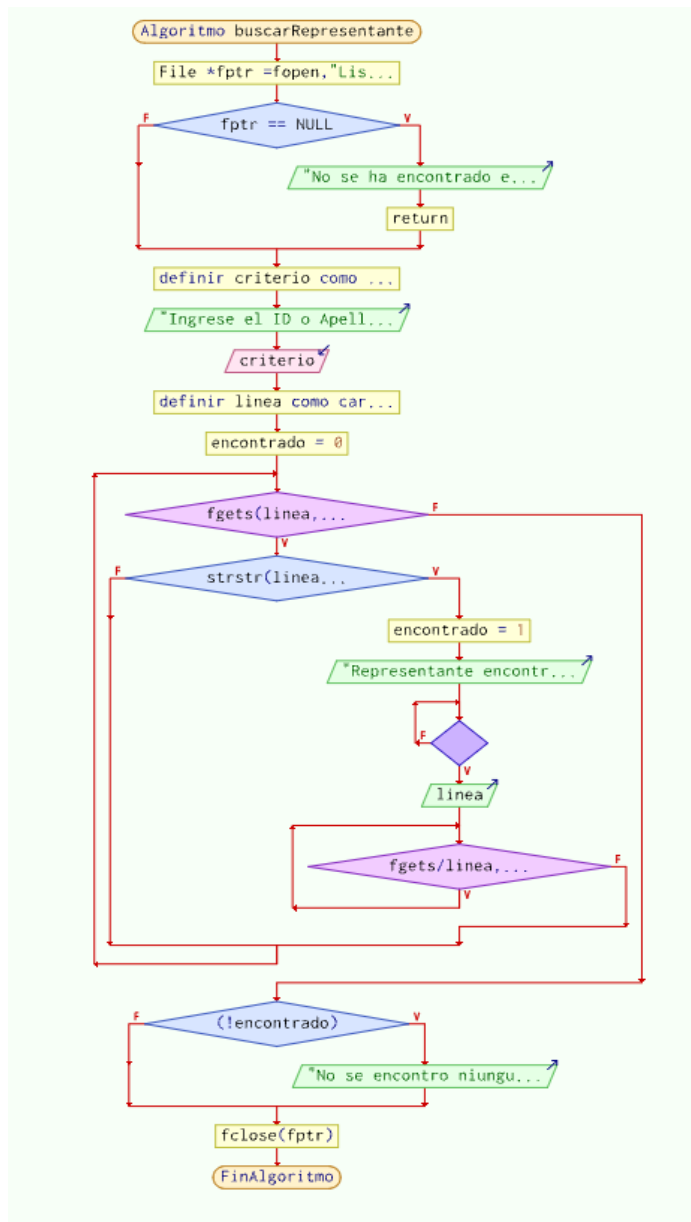 Algoritmo buscarRepresentante
File *fptr =fopen,"Lis...
fptr == NULL
F
V
"No se ha encontrado e...
return
definir criterio como ...
"Ingrese el ID o Apell...
criterio
definir linea como car...
encontrado = 0
fgets(linea,...
F
V
strstr(linea...
F
V
encontrado = 1
"Representante encontr...
F
V
linea
fgets/linea,...
F
V
(!encontrado)
F
V
"No se encontro niungu...
fclose(fptr)
FinAlgoritmo